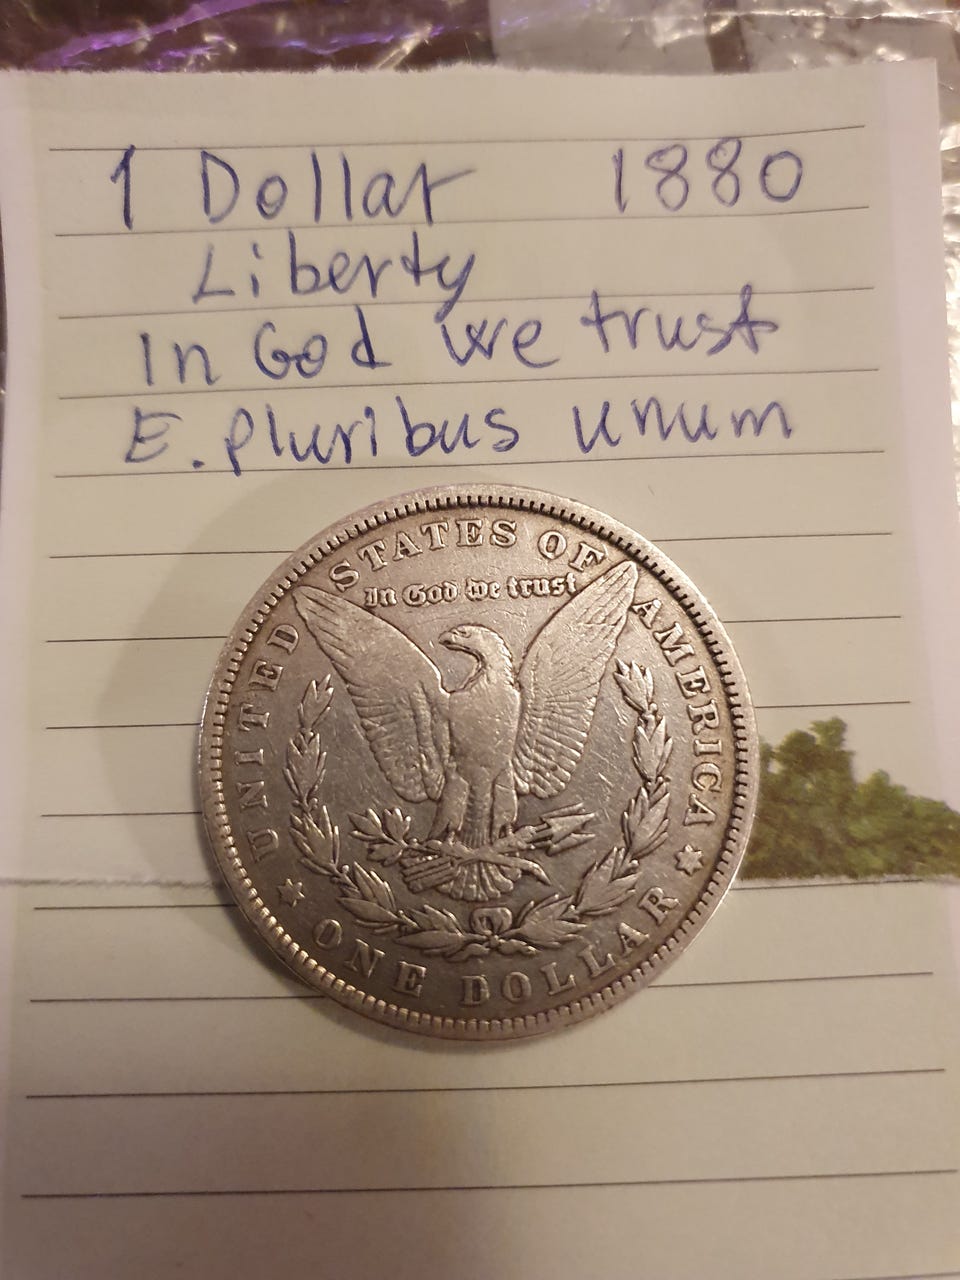 1 Dollar 1880
Liberty
In God we trust
E. pluribus unum
UNITED STATES OF AMERICA
In God we trust
ONE DOLLAR